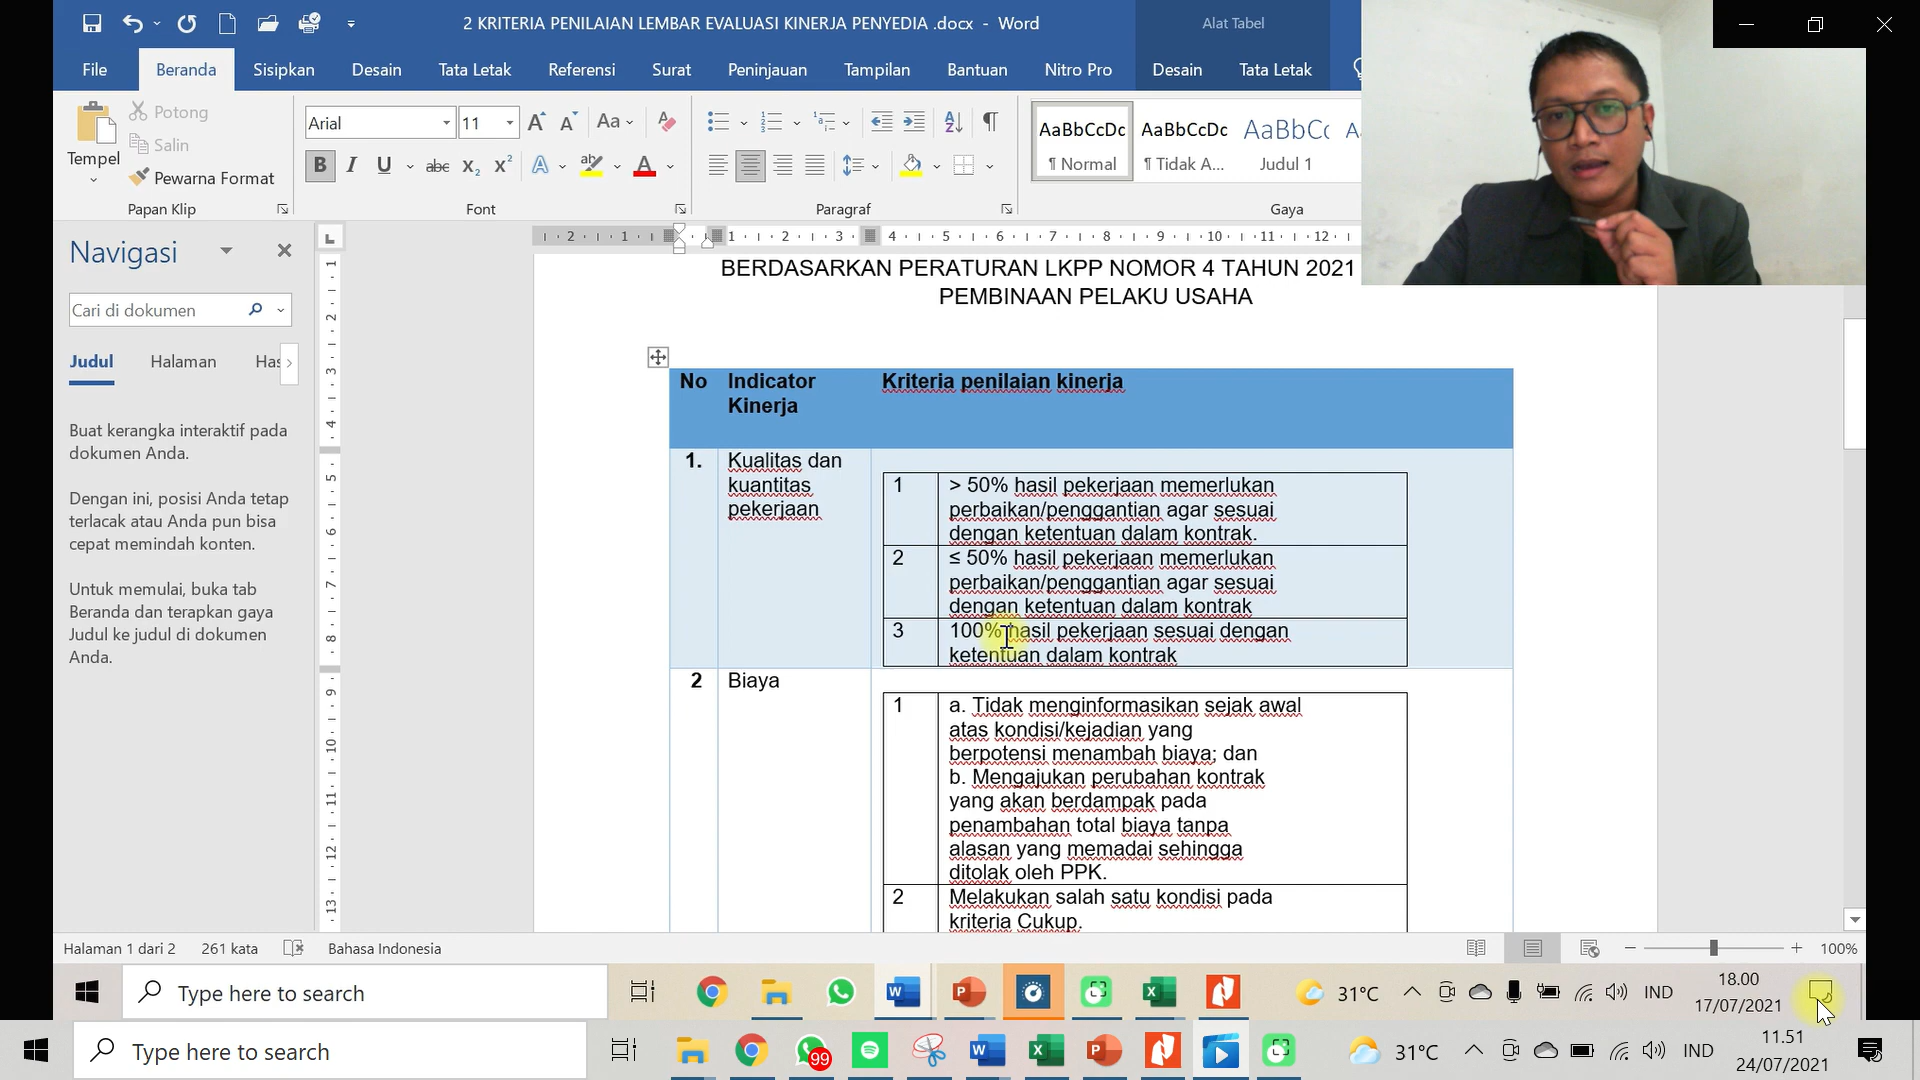 2 KRITERIA PENILAIAN LEMBAR EVALUASI KINERJA PENYEDIA .docx - Word
Alat Tabel
File
Beranda
Sisipkan
Desain
Tata Letak
Referensi
Surat
Peninjauan
Tampilan
Bantuan
Nitro Pro
Desain
Tata Letak
Tempel
Potong
Salin
Pewarna Format
Arial
11
AaBbCcDc
¶ Normal
AaBbCcDc
¶ Tidak A...
AaBbCc
Judul 1
Papan Klip
Font
Paragraf
Gaya
Navigasi
Cari di dokumen
Judul
Halaman
Has
Buat kerangka interaktif pada
dokumen Anda.
Dengan ini, posisi Anda tetap
terlacak atau Anda pun bisa
cepat memindah konten.
Untuk memulai, buka tab
Beranda dan terapkan gaya
Judul ke judul di dokumen
Anda.
BERDASARKAN PERATURAN LKPP NOMOR 4 TAHUN 2021
PEMBINAAN PELAKU USAHA
No
Indicator
Kinerja
Kriteria penilaian kinerja
1.
Kualitas dan
kuantitas
pekerjaan
1
> 50% hasil pekerjaan memerlukan
perbaikan/penggantian agar sesuai
dengan ketentuan dalam kontrak.
2
≤ 50% hasil pekerjaan memerlukan
perbaikan/penggantian agar sesuai
dengan ketentuan dalam kontrak
3
100% hasil pekerjaan sesuai dengan
ketentuan dalam kontrak
2
Biaya
1
a. Tidak menginformasikan sejak awal
atas kondisi/kejadian yang
berpotensi menambah biaya; dan
b. Mengajukan perubahan kontrak
yang akan berdampak pada
penambahan total biaya tanpa
alasan yang memadai sehingga
ditolak oleh PPK.
2
Melakukan salah satu kondisi pada
kriteria Cukup.
Halaman 1 dari 2
261 kata
Bahasa Indonesia
100%
Type here to search
31°C
IND
18.00
17/07/2021
Type here to search
99
31°C
IND
11.51
24/07/2021